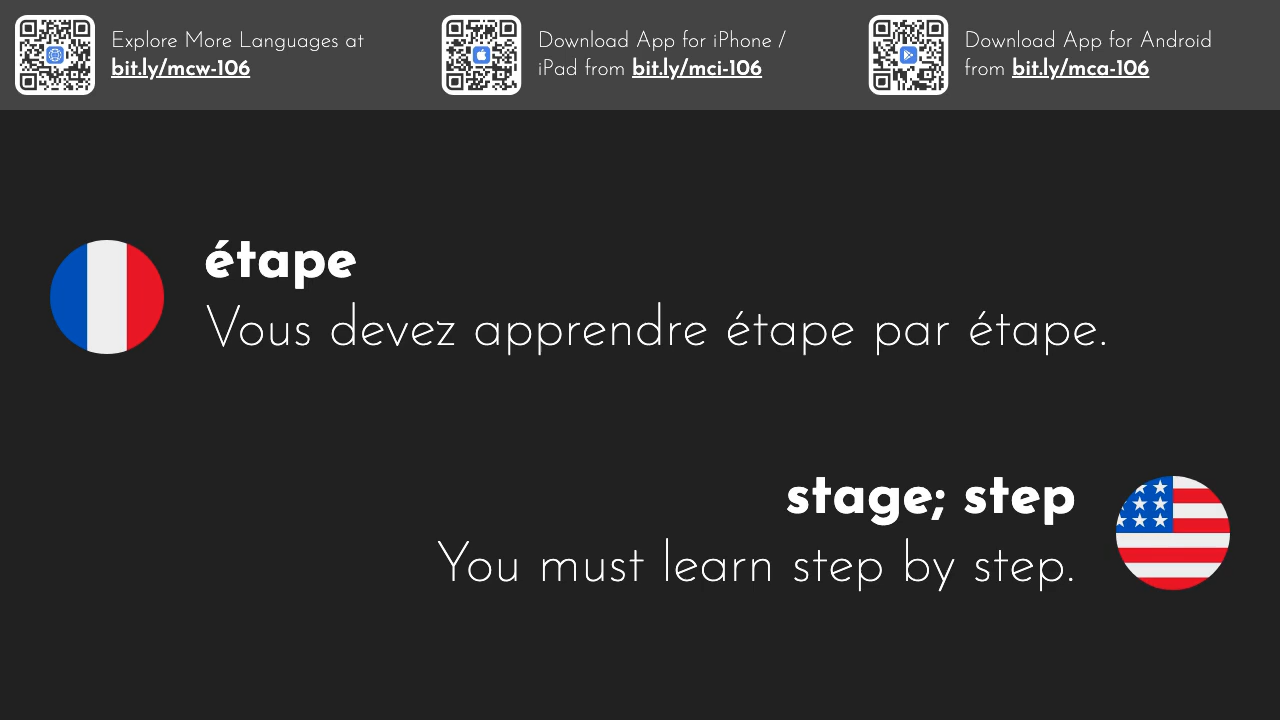 Explore More Languages at
bit.ly/mcw-106
Download App for iPhone /
iPad from bit.ly/mci-106
Download App for Android
from bit.ly/mca-106
étape
Vous devez apprendre étape par étape.
stage; step
You must learn step by step.